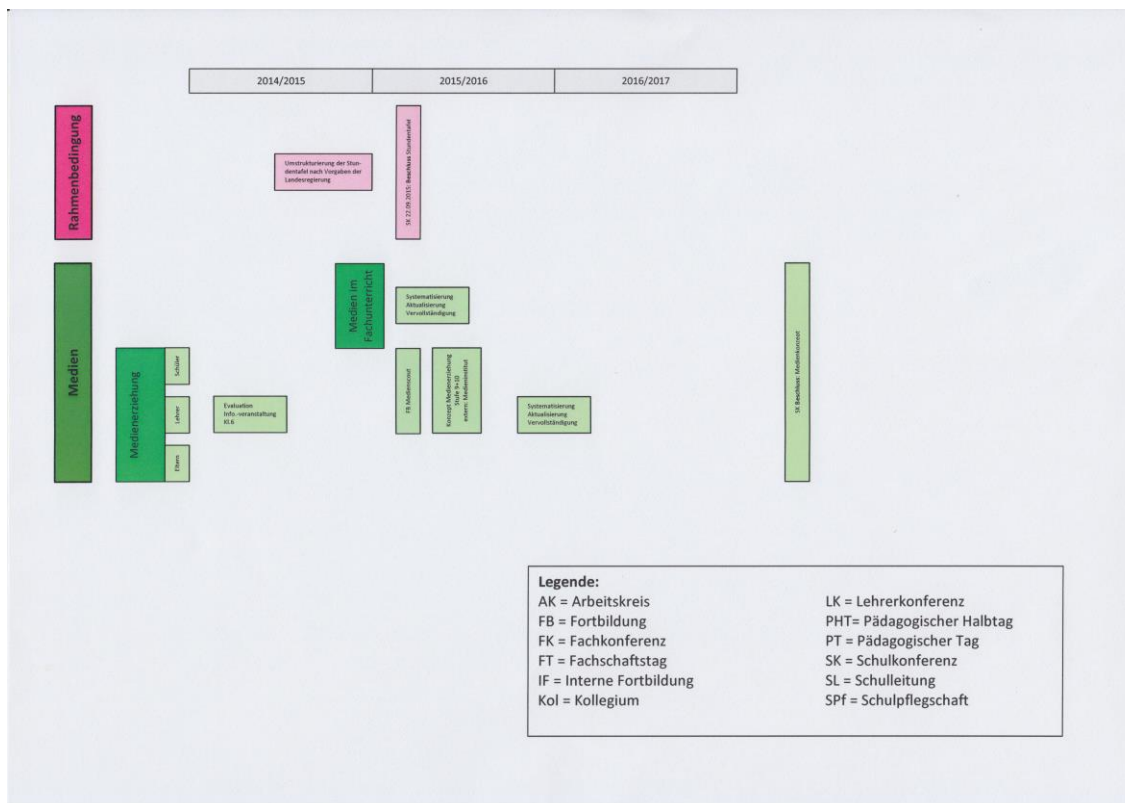 2014/2015
2015/2016
2016/2017
Rahmenbedingung
Umstrukturierung der Stun-
dentafel nach Vorgaben der
Landesregierung
SK 22.09.2015: Beschluss Stundentafel
Medien
Medien im
Fachunterricht
Systematisierung
Aktualisierung
Vervollständigung
Medienerziehung
Schüler
Lehrer
Eltern
Evaluation
Info.-veranstaltung
Kl.6
FB Medienscout
Konzept Medienerziehung
Stufe 9+10
extern: Medieninstitut
Systematisierung
Aktualisierung
Vervollständigung
SK Beschluss: Medienkonzept
Legende:
AK = Arbeitskreis
FB = Fortbildung
FK = Fachkonferenz
FT = Fachschaftstag
IF = Interne Fortbildung
Kol = Kollegium
LK = Lehrerkonferenz
PHT= Pädagogischer Halbtag
PT = Pädagogischer Tag
SK = Schulkonferenz
SL = Schulleitung
SPf = Schulpflegschaft